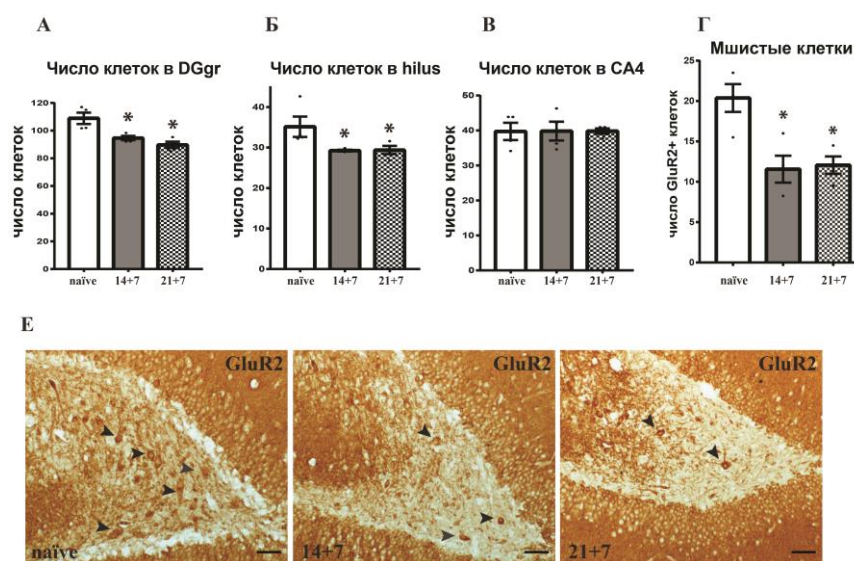 А
Число клеток в DGgr
число клеток
120
100
80
60
40
20
0
*
*
naïve
14+7
21+7
Б
Число клеток в hilus
число клеток
40
30
20
10
0
*
*
naïve
14+7
21+7
В
Число клеток в CA4
число клеток
60
50
40
30
20
10
0
naïve
14+7
21+7
Г
Мшистые клетки
число GluR2+ клеток
25
20
15
10
5
0
*
*
naïve
14+7
21+7
Е
GluR2
naïve
GluR2
14+7
GluR2
21+7